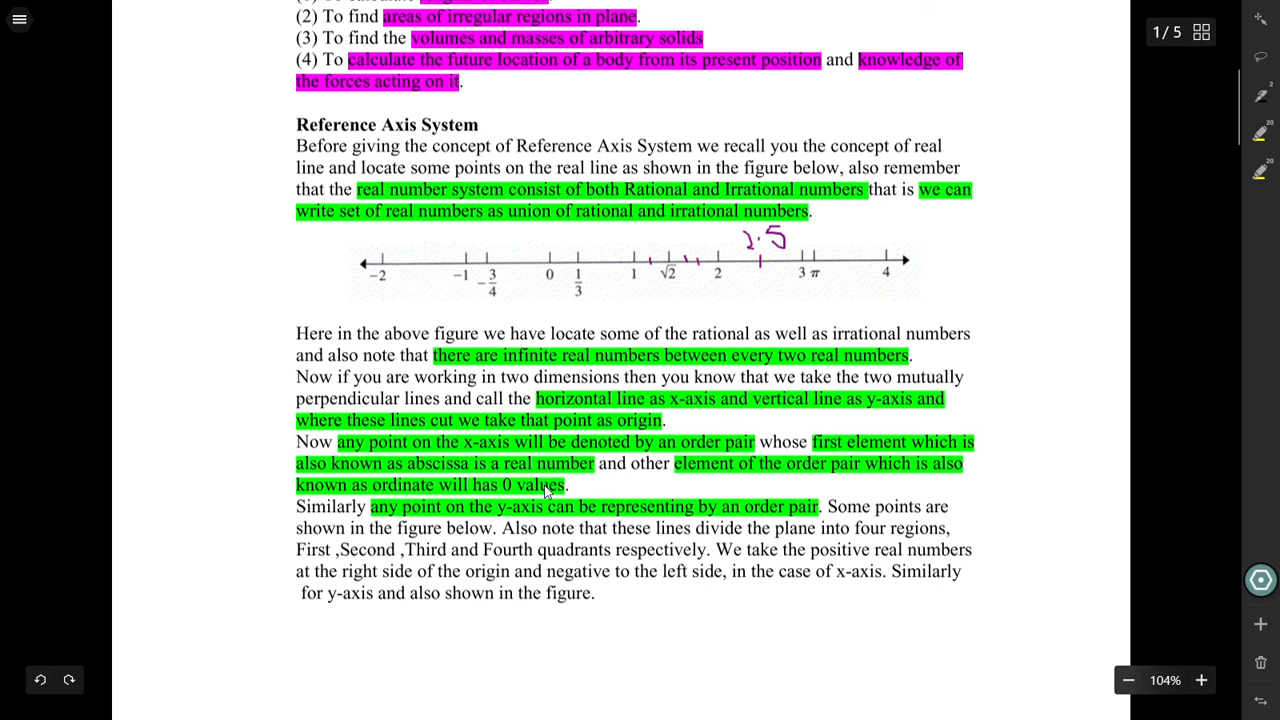 (2) To find areas of irregular regions in plane.
(3) To find the volumes and masses of arbitrary solids
(4) To calculate the future location of a body from its present position and knowledge of
the forces acting on it.
1/5
Reference Axis System
Before giving the concept of Reference Axis System we recall you the concept of real
line and locate some points on the real line as shown in the figure below, also remember
that the real number system consist of both Rational and Irrational numbers that is we can
write set of real numbers as union of rational and irrational numbers.
2.5
−2 −1 −3/4 0 1/3 1 √2 2 3 π 4
Here in the above figure we have locate some of the rational as well as irrational numbers
and also note that there are infinite real numbers between every two real numbers.
Now if you are working in two dimensions then you know that we take the two mutually
perpendicular lines and call the horizontal line as x-axis and vertical line as y-axis and
where these lines cut we take that point as origin.
Now any point on the x-axis will be denoted by an order pair whose first element which is
also known as abscissa is a real number and other element of the order pair which is also
known as ordinate will has 0 values.
Similarly any point on the y-axis can be representing by an order pair. Some points are
shown in the figure below. Also note that these lines divide the plane into four regions,
First ,Second ,Third and Fourth quadrants respectively. We take the positive real numbers
at the right side of the origin and negative to the left side, in the case of x-axis. Similarly
for y-axis and also shown in the figure.
2
20
20
104%